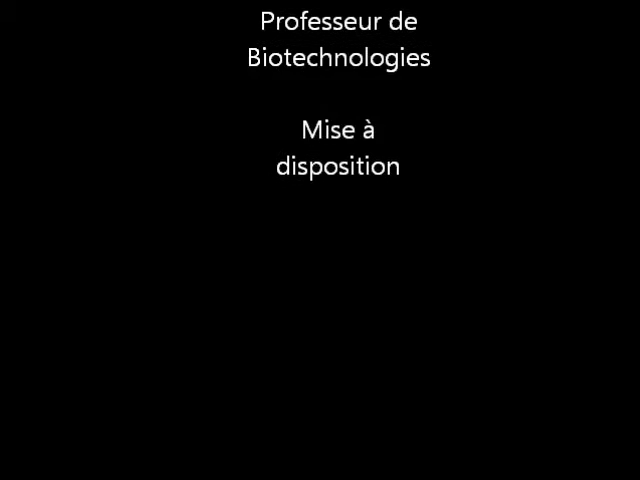 Professeur de
Biotechnologies
Mise à
disposition